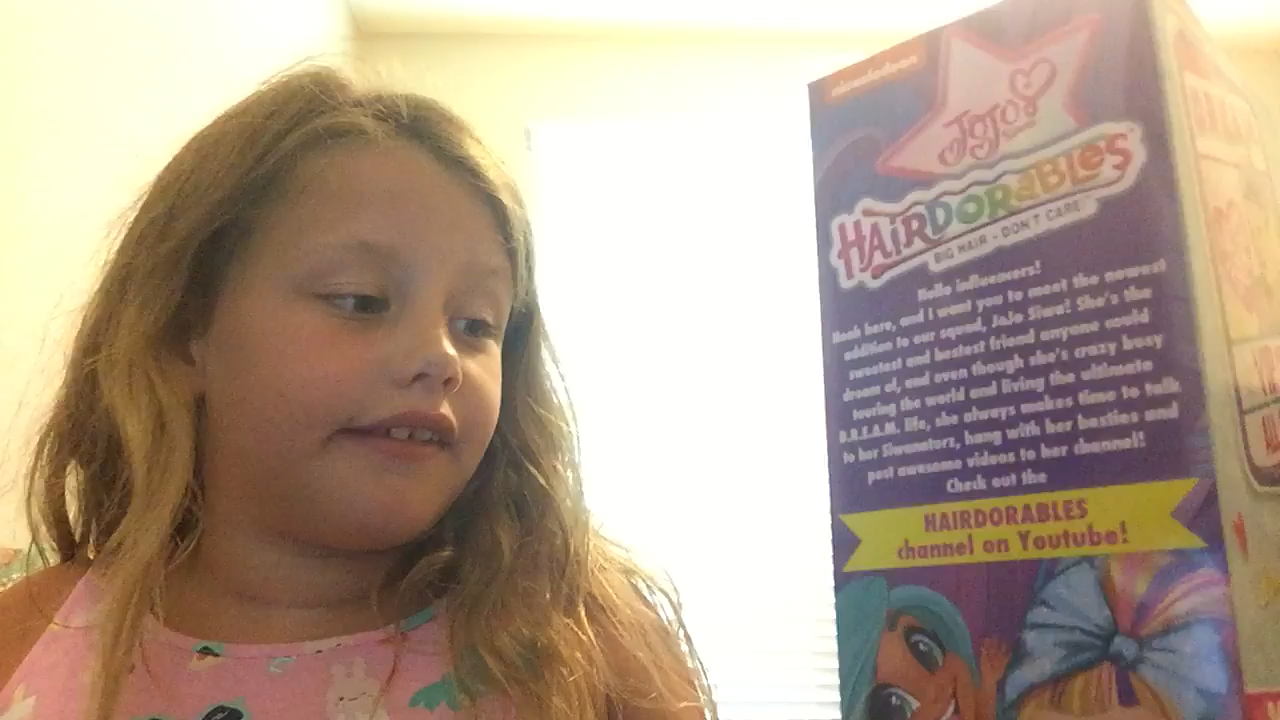 nickelodeon
JoJo
Siwa
HAIRDORABLES
BIG HAIR - DON'T CARE
Hello influencers!
Noah here, and I want you to meet the newest
addition to our squad, JoJo Siwa! She's the
sweetest and bestest friend anyone could
dream of, and even though she's crazy busy
touring the world and living the ultimate
D.R.E.A.M. life, she always makes time to talk
to her Siwanatorz, hang with her besties and
post awesome videos to her channel!
Check out the
HAIRDORABLES
channel on Youtube!